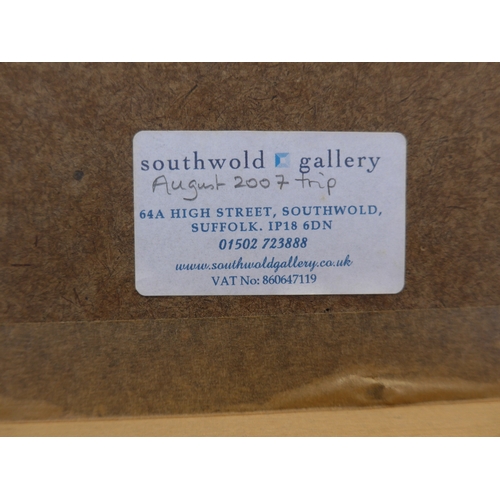 southwold gallery
August 2007 trip
64A HIGH STREET, SOUTHWOLD,
SUFFOLK. IP18 6DN
01502 723888
www.southwoldgallery.co.uk
VAT No: 860647119